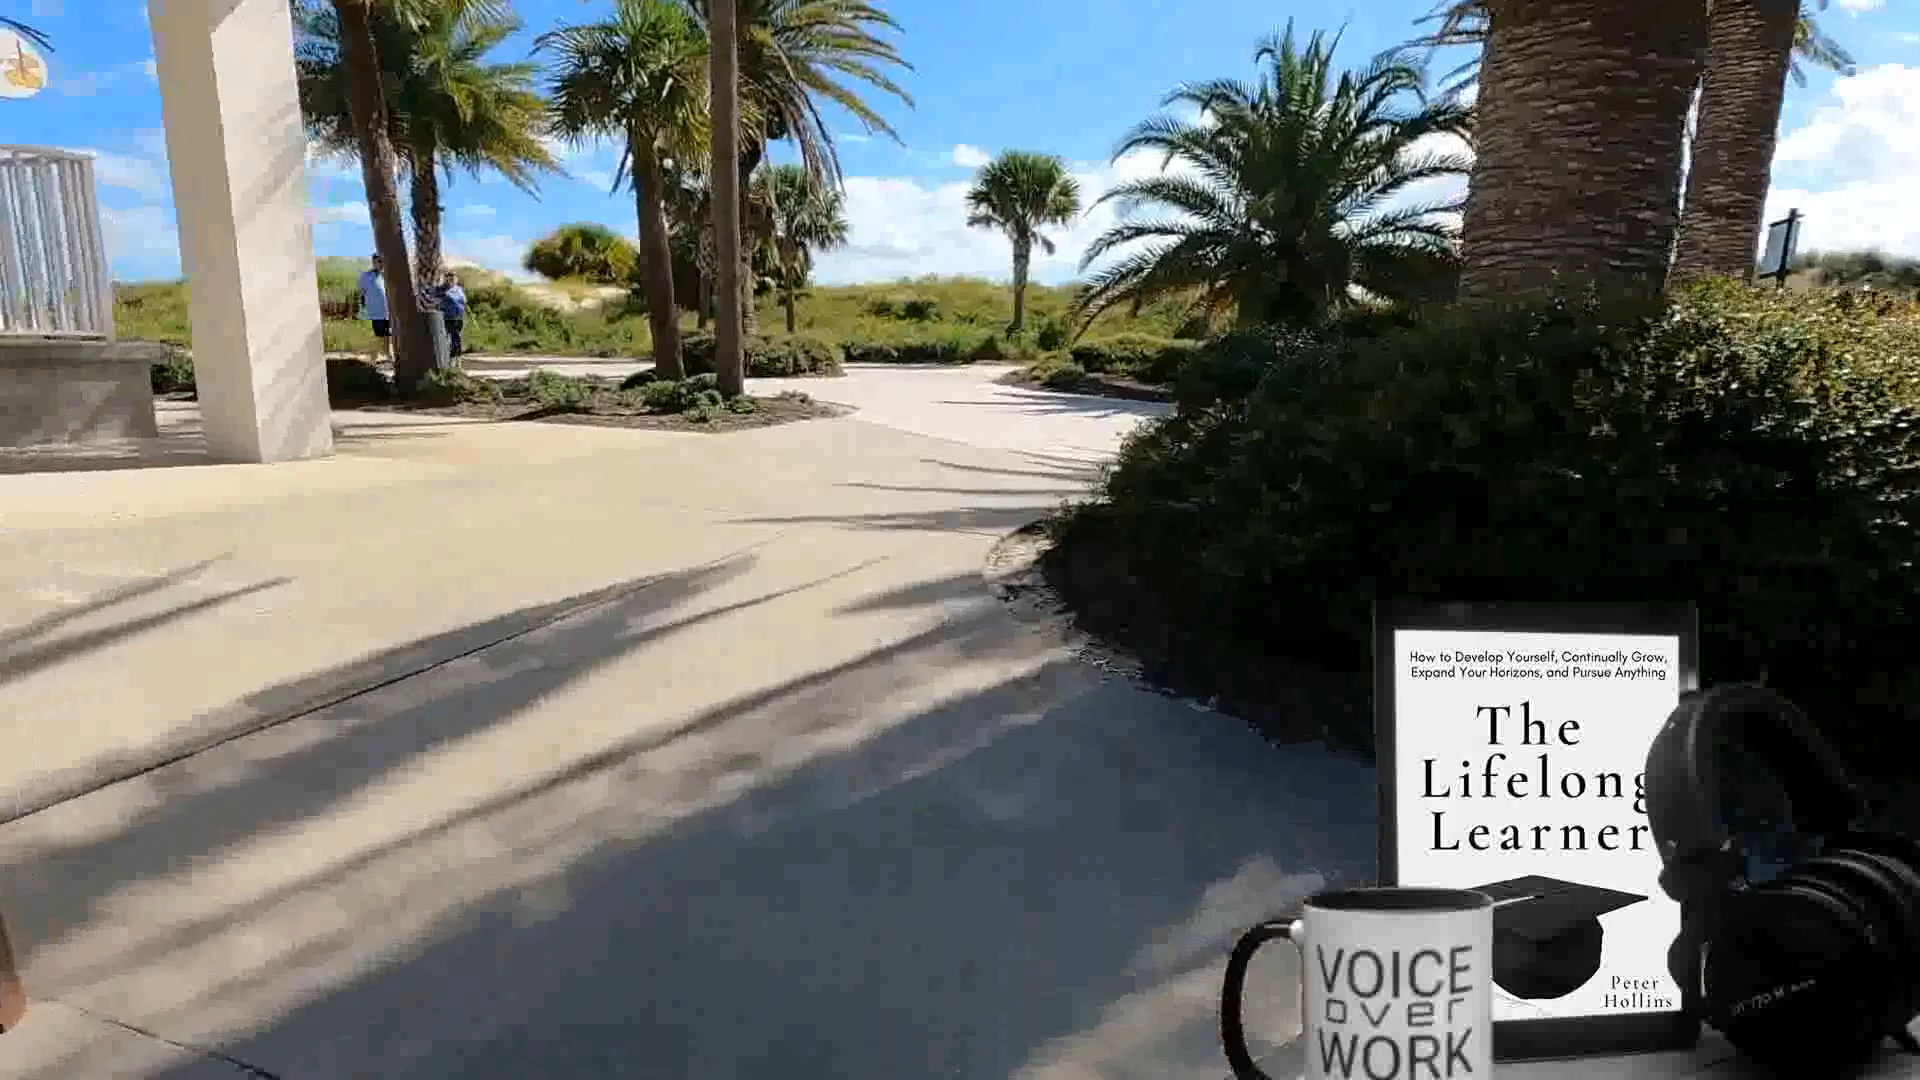 How to Develop Yourself, Continually Grow,
Expand Your Horizons, and Pursue Anything
The
Lifelong
Learner
Peter
Hollins
VOICE
over
WORK